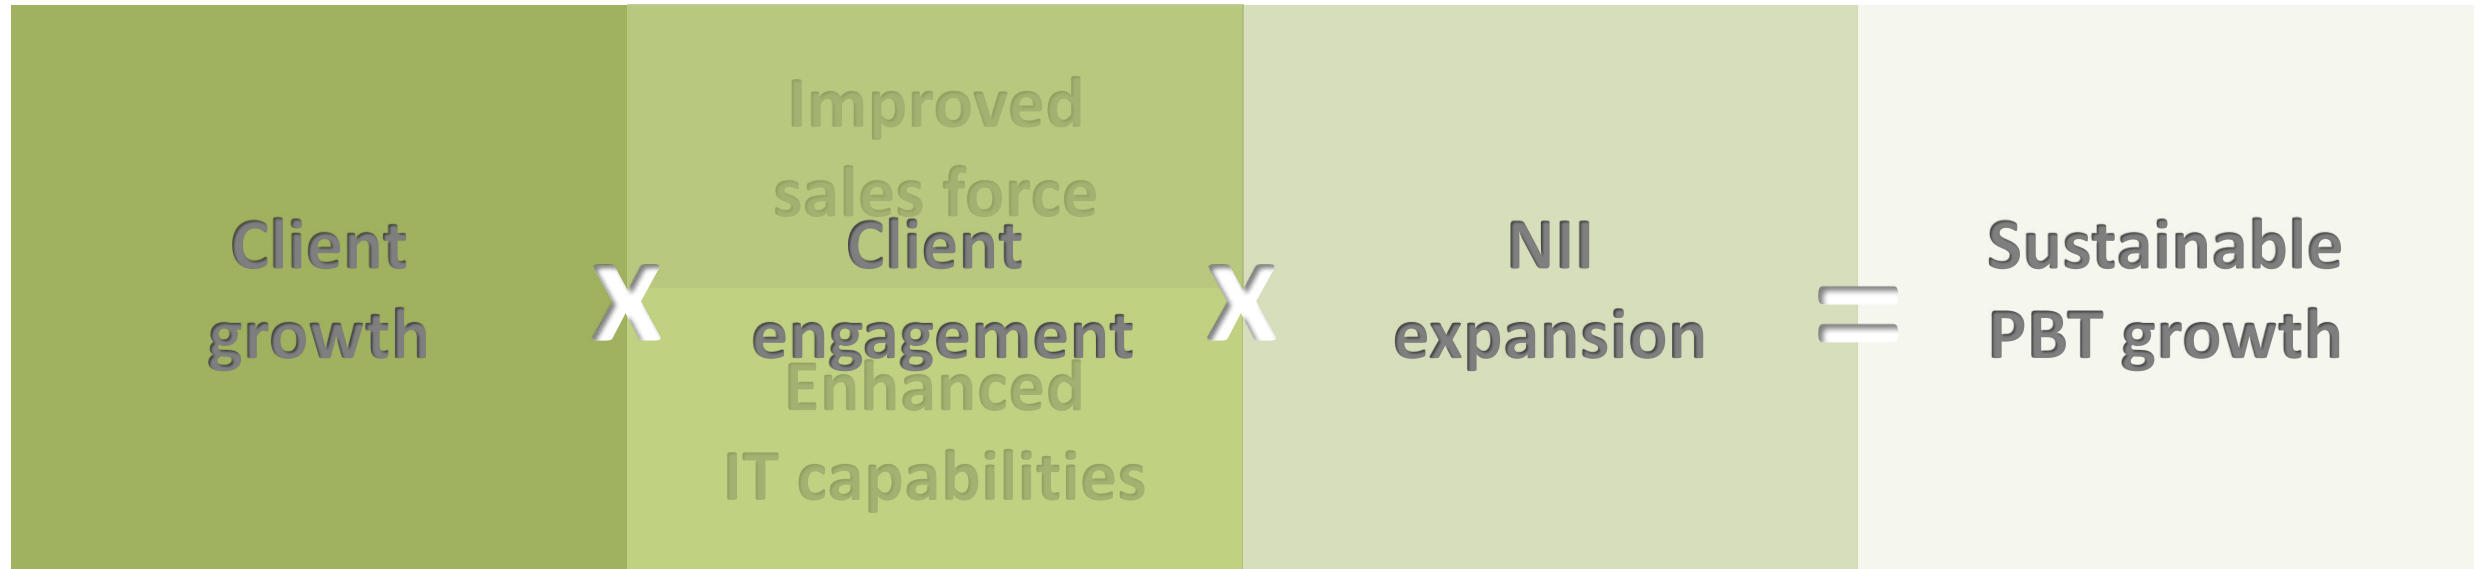 Client
growth
x
Improved
sales force
Client
engagement
Enhanced
IT capabilities
x
NII
expansion
=
Sustainable
PBT growth